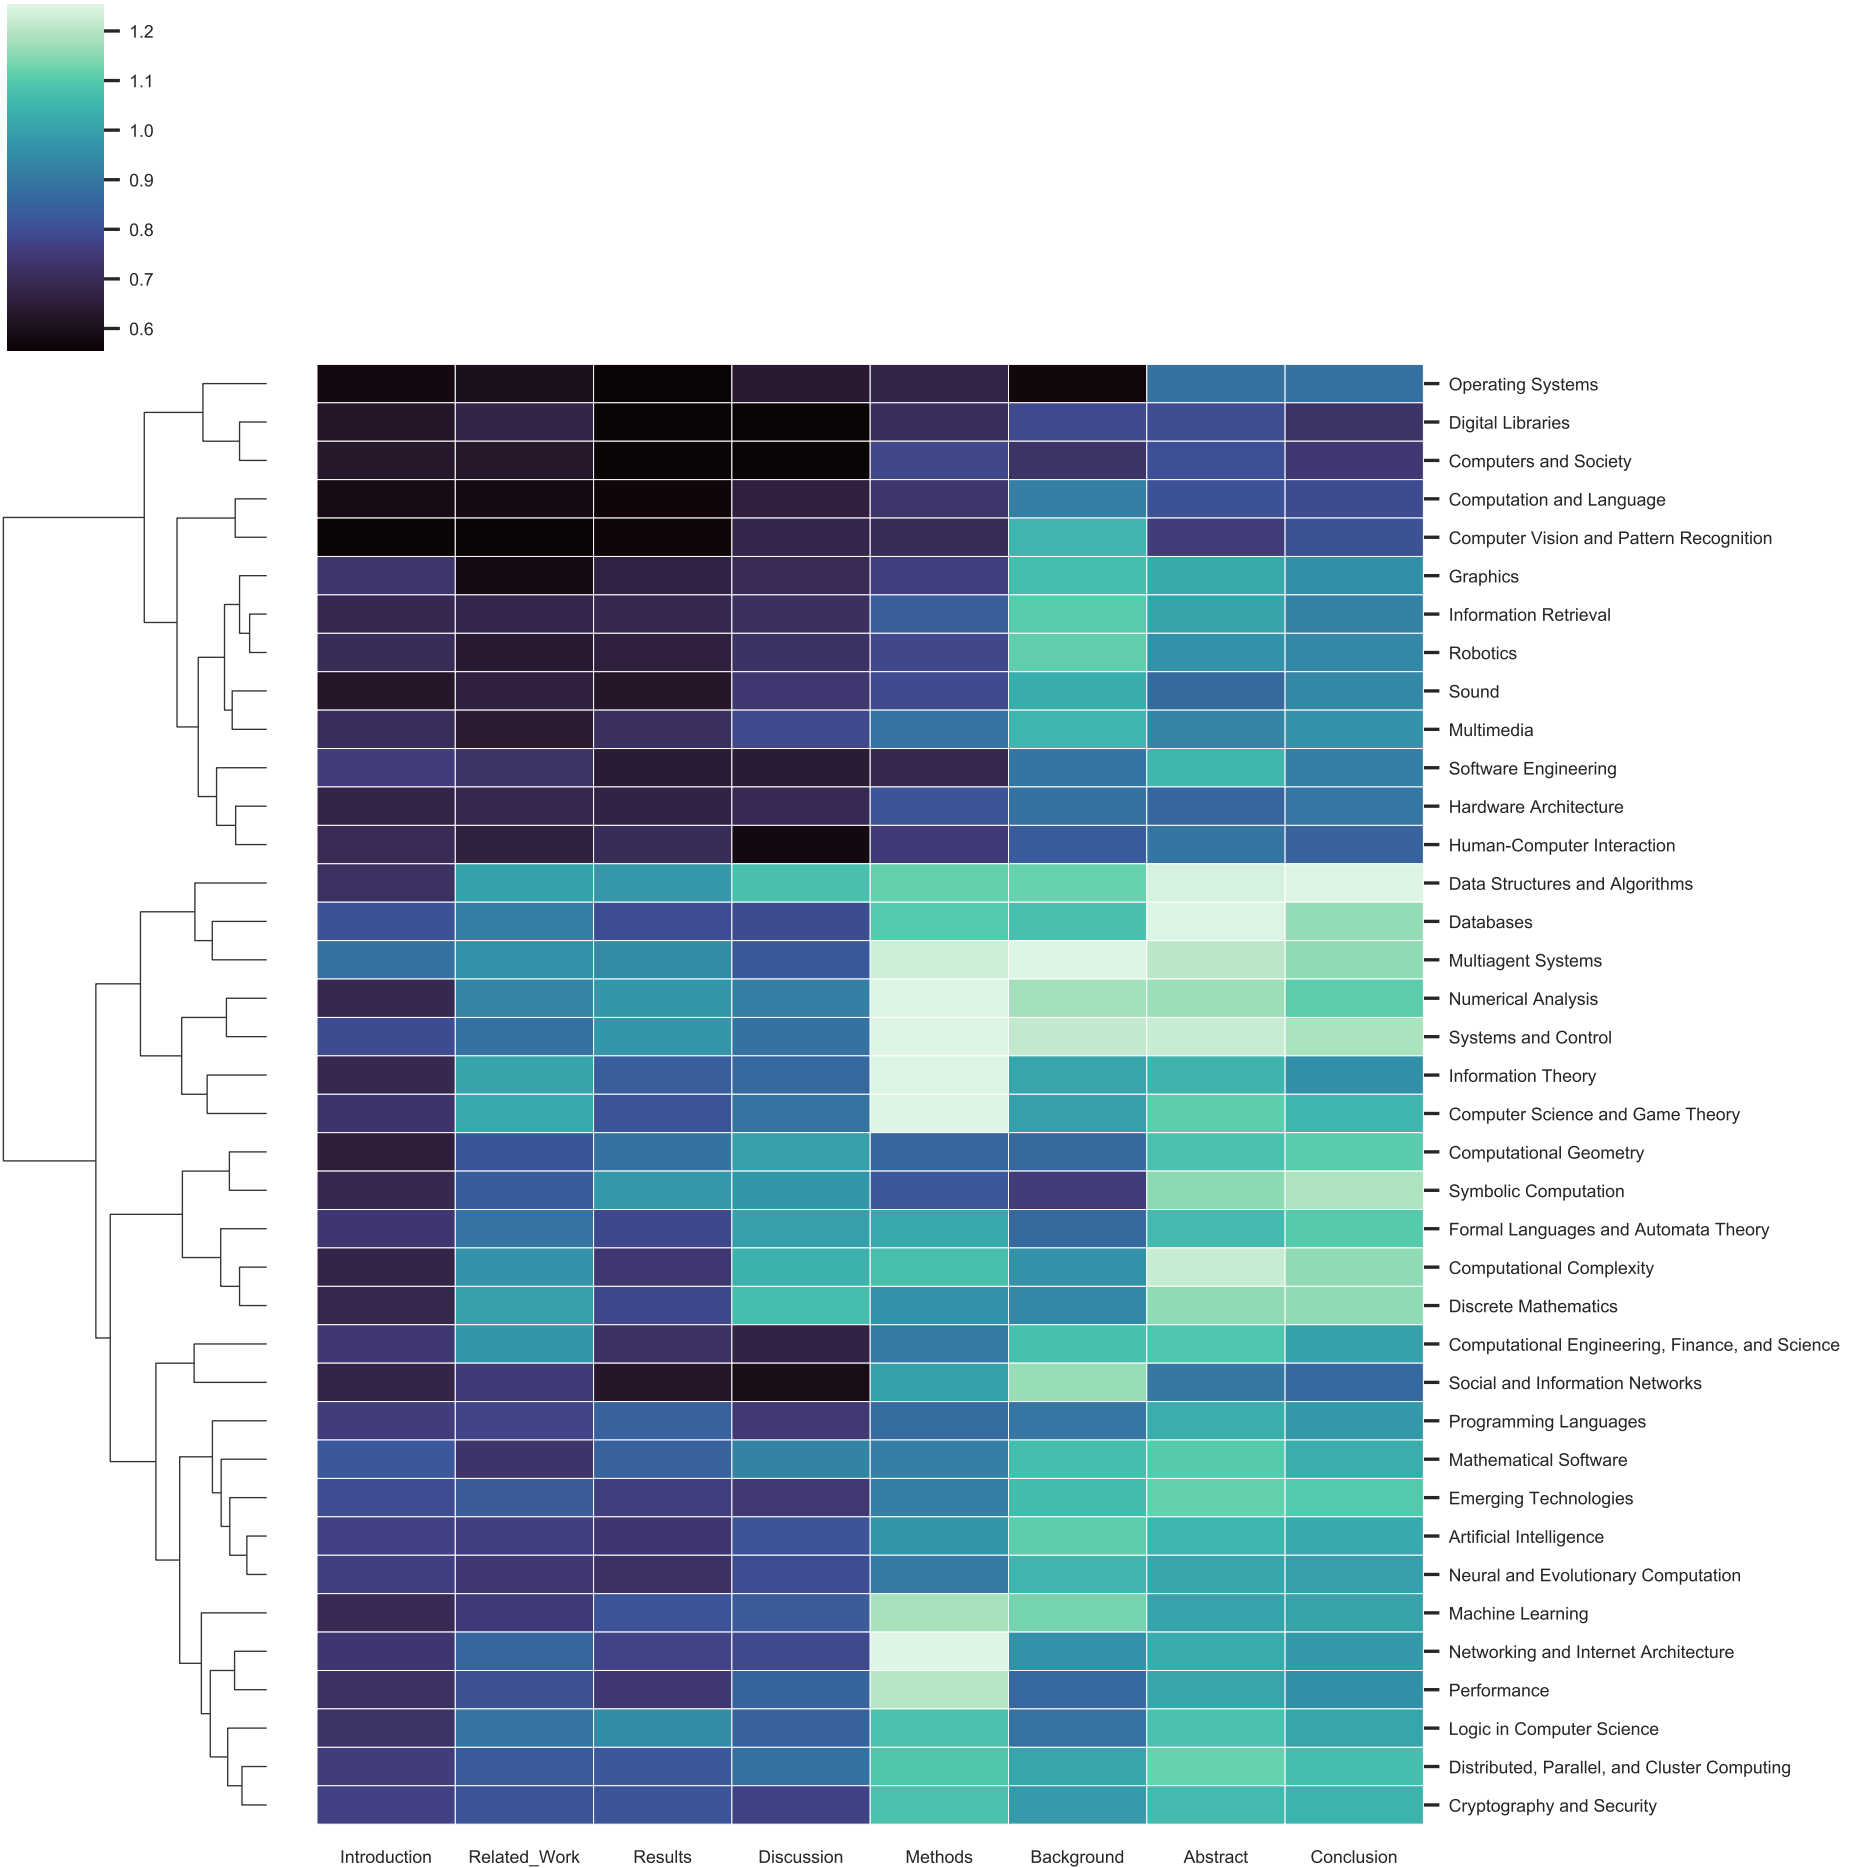 1.2
1.1
1.0
0.9
0.8
0.7
0.6
Operating Systems
Digital Libraries
Computers and Society
Computation and Language
Computer Vision and Pattern Recognition
Graphics
Information Retrieval
Robotics
Sound
Multimedia
Software Engineering
Hardware Architecture
Human-Computer Interaction
Data Structures and Algorithms
Databases
Multiagent Systems
Numerical Analysis
Systems and Control
Information Theory
Computer Science and Game Theory
Computational Geometry
Symbolic Computation
Formal Languages and Automata Theory
Computational Complexity
Discrete Mathematics
Computational Engineering, Finance, and Science
Social and Information Networks
Programming Languages
Mathematical Software
Emerging Technologies
Artificial Intelligence
Neural and Evolutionary Computation
Machine Learning
Networking and Internet Architecture
Performance
Logic in Computer Science
Distributed, Parallel, and Cluster Computing
Cryptography and Security
Introduction Related_Work Results Discussion Methods Background Abstract Conclusion